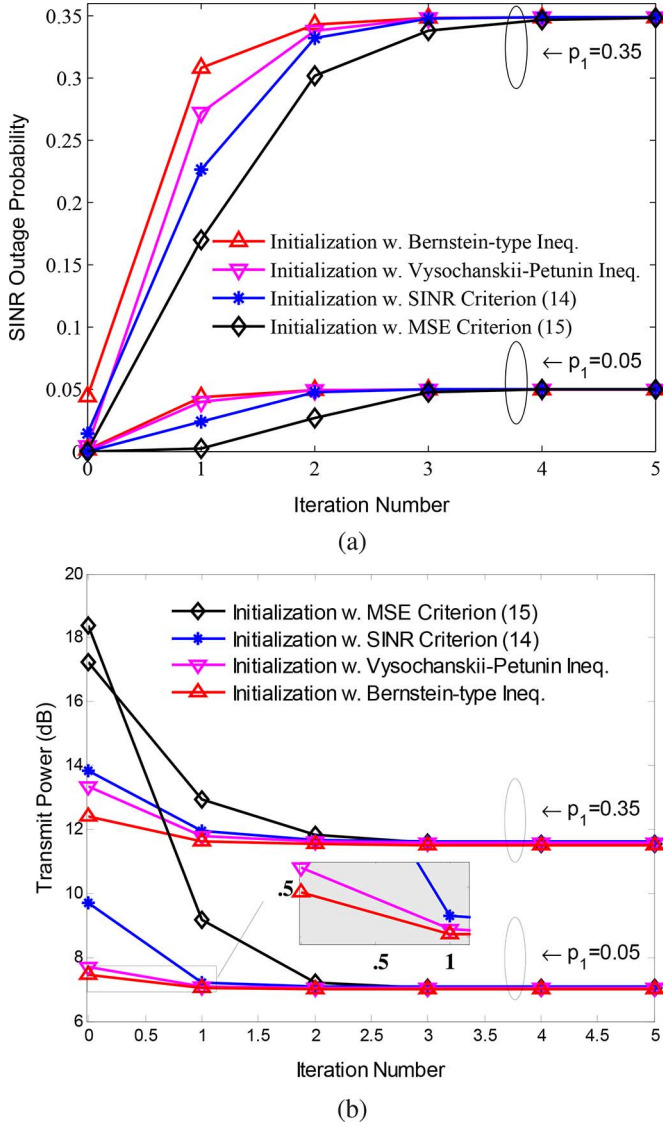 0.35
0.3
0.25
0.2
0.15
0.1
0.05
0
SINR Outage Probability
← p1=0.35
Initialization w. Bernstein-type Ineq.
Initialization w. Vysochanskii-Petunin Ineq.
Initialization w. SINR Criterion (14)
Initialization w. MSE Criterion (15)
← p1=0.05
0 1 2 3 4 5
Iteration Number
(a)
20
18
16
14
12
10
8
6
Transmit Power (dB)
Initialization w. MSE Criterion (15)
Initialization w. SINR Criterion (14)
Initialization w. Vysochanskii-Petunin Ineq.
Initialization w. Bernstein-type Ineq.
← p1=0.35
.5
.5 1
← p1=0.05
0 0.5 1 1.5 2 2.5 3 3.5 4 4.5 5
Iteration Number
(b)